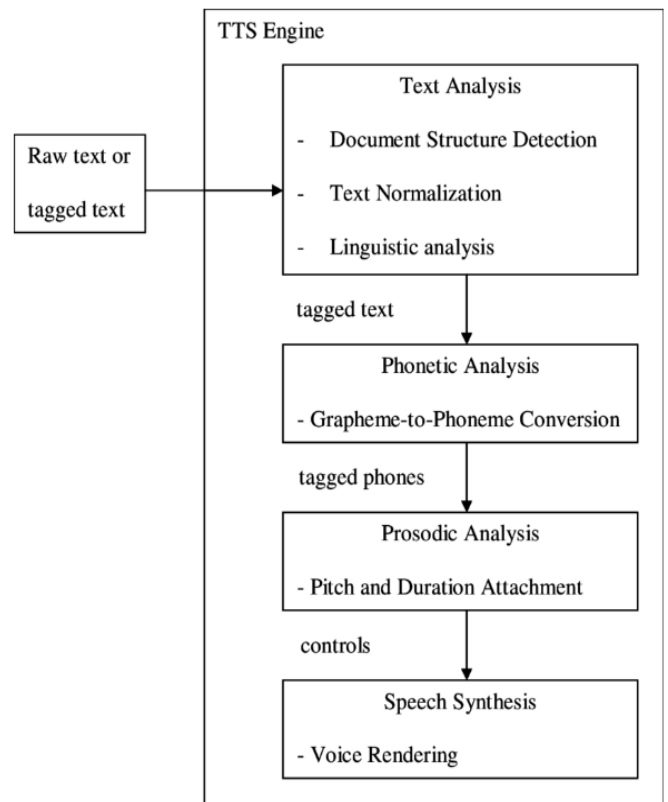 TTS Engine
Text Analysis
- Document Structure Detection
Raw text or
tagged text
- Text Normalization
- Linguistic analysis
tagged text
Phonetic Analysis
- Grapheme-to-Phoneme Conversion
tagged phones
Prosodic Analysis
- Pitch and Duration Attachment
controls
Speech Synthesis
- Voice Rendering